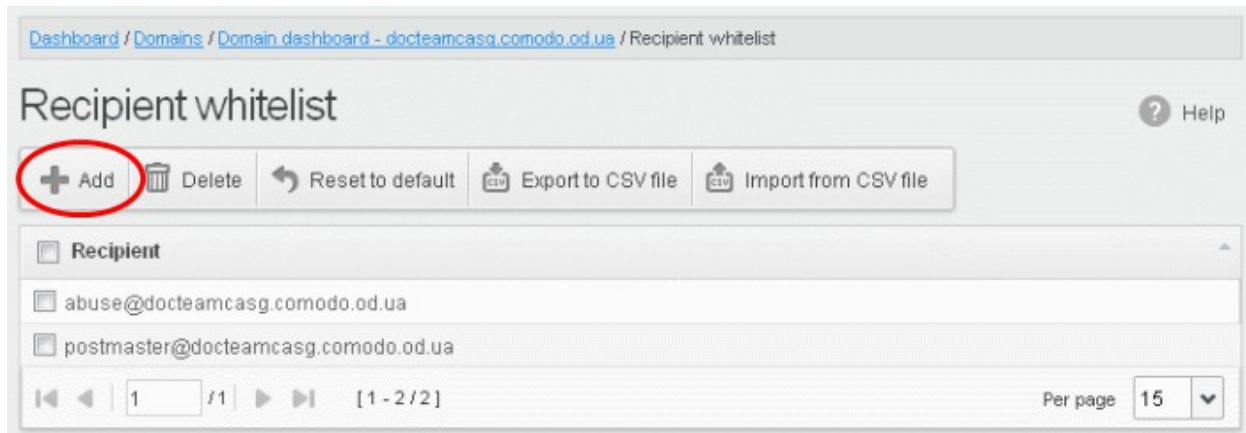 Dashboard / Domains / Domain dashboard - docteamcasg.comodo.od.ua / Recipient whitelist
Recipient whitelist
Help
Add Delete Reset to default Export to CSV file Import from CSV file
Recipient
abuse@docteamcasg.comodo.od.ua
postmaster@docteamcasg.comodo.od.ua
1 /1 [ 1 - 2 / 2 ] Per page 15